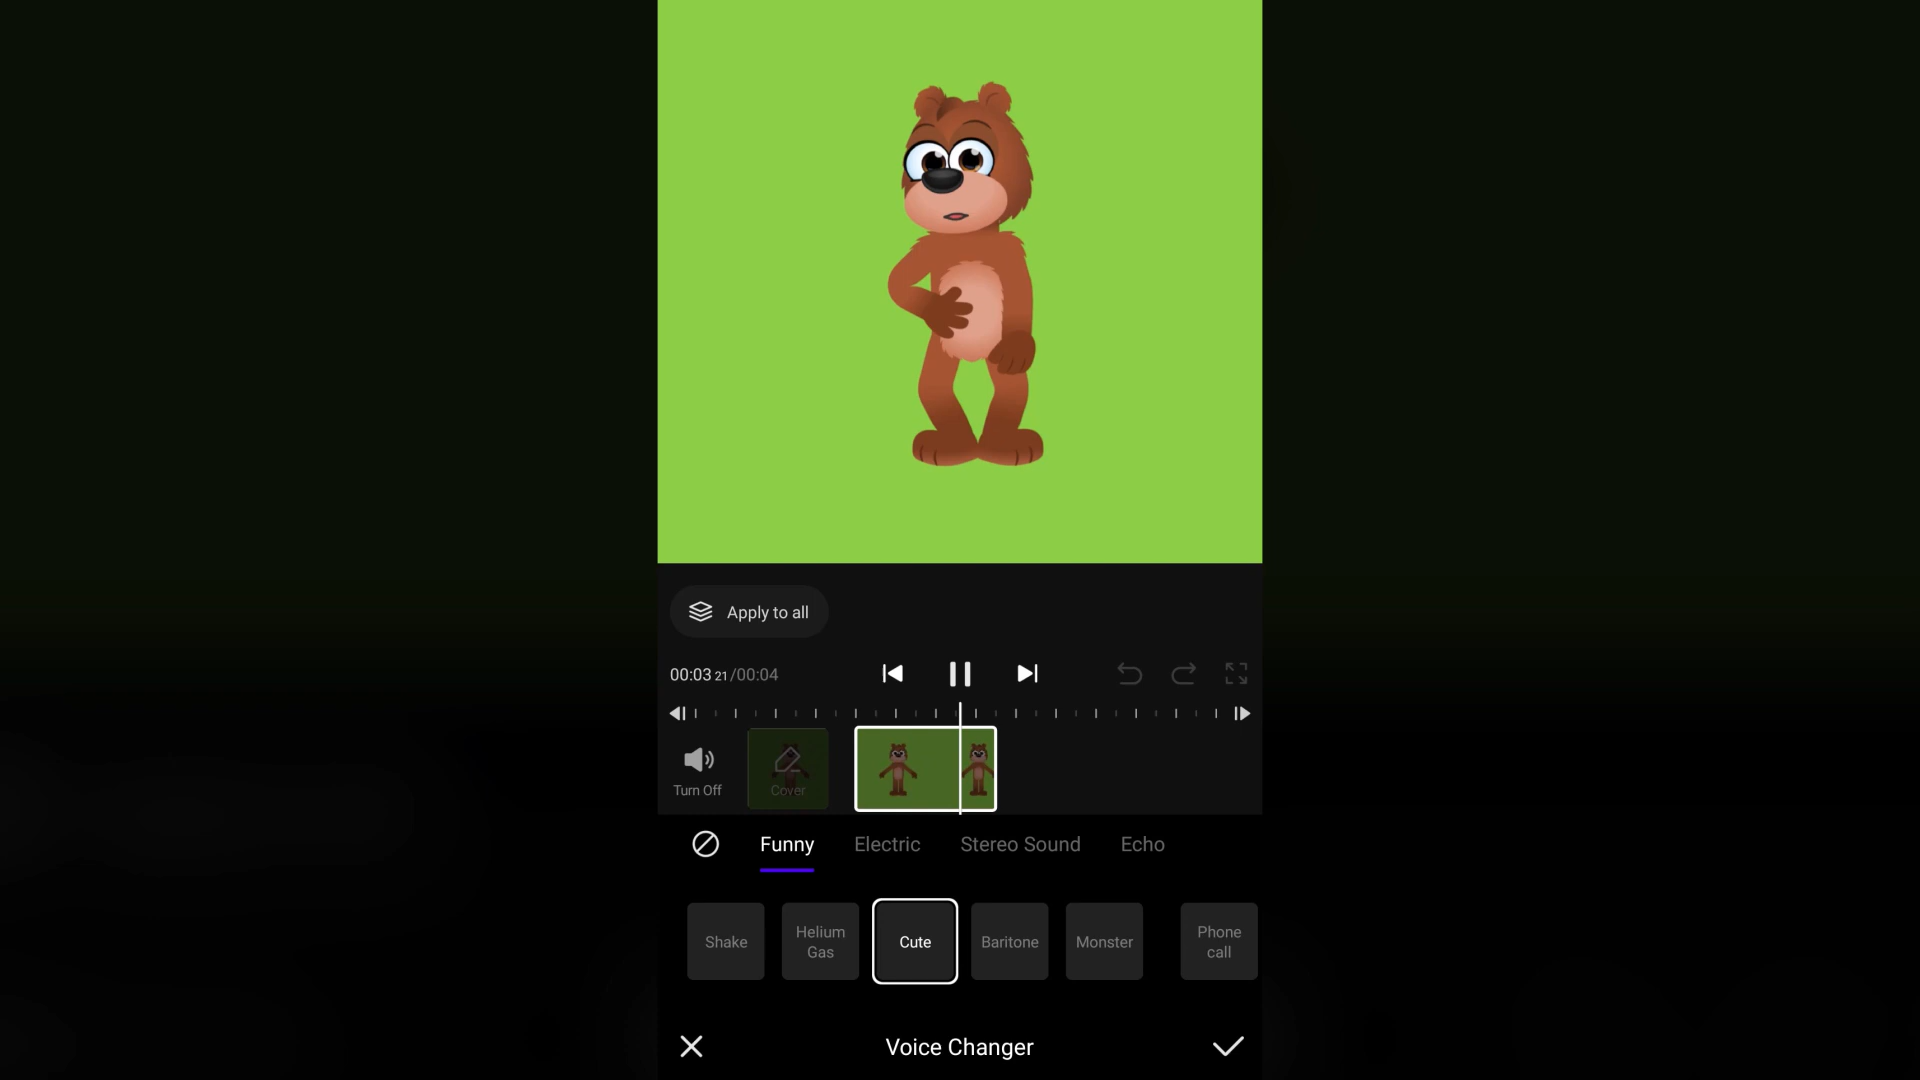 Apply to all
00:03 21/00:04
Turn Off
Cover
Funny Electric Stereo Sound Echo
Shake
Helium
Gas
Cute
Baritone
Monster
Phone
call
Voice Changer